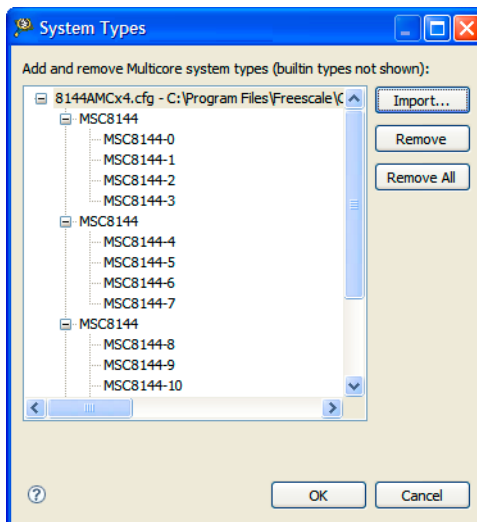 System Types
Add and remove Multicore system types (builtin types not shown):
8144AMCx4.cfg - C:\Program Files\Freescale\C
Import...
MSC8144
MSC8144-0
Remove
MSC8144-1
MSC8144-2
Remove All
MSC8144-3
MSC8144
MSC8144-4
MSC8144-5
MSC8144-6
MSC8144-7
MSC8144
MSC8144-8
MSC8144-9
MSC8144-10
OK
Cancel